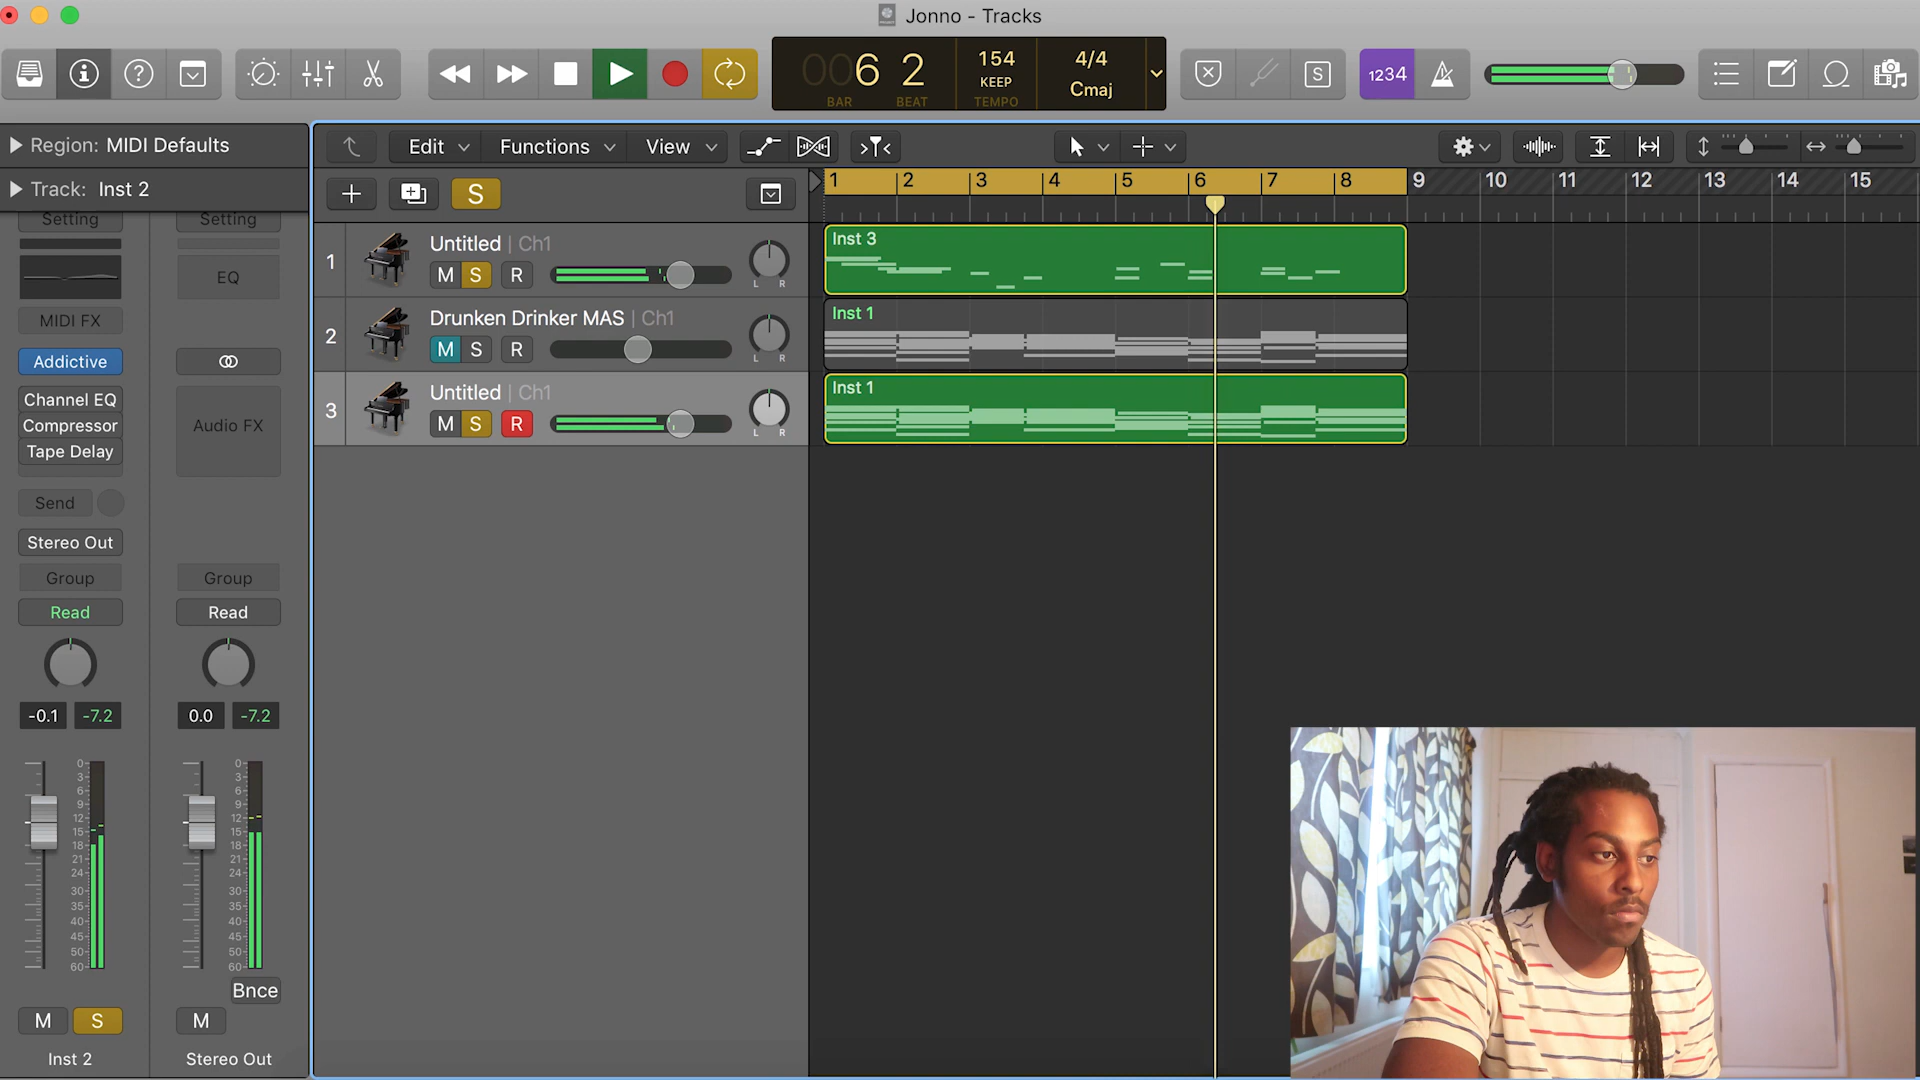 Jonno - Tracks
006 2
BAR BEAT
154
KEEP
TEMPO
4/4
Cmaj
S
1234
Region: MIDI Defaults
Track: Inst 2
Edit
Functions
View
S
1 2 3 4 5 6 7 8 9 10 11 12 13 14 15
Setting
Setting
EQ
MIDI FX
Addictive
Channel EQ
Compressor
Tape Delay
Audio FX
Send
Stereo Out
Group
Group
Read
Read
-0.1 -7.2
0.0 -7.2
0
3
6
9
12
15
18
21
24
30
35
40
45
50
60
0
3
6
9
12
15
18
21
24
30
35
40
45
50
60
Bnce
M S
M
Inst 2
Stereo Out
1
Untitled | Ch1
M S R
L R
Inst 3
2
Drunken Drinker MAS | Ch1
M S R
L R
Inst 1
3
Untitled | Ch1
M S R
L R
Inst 1